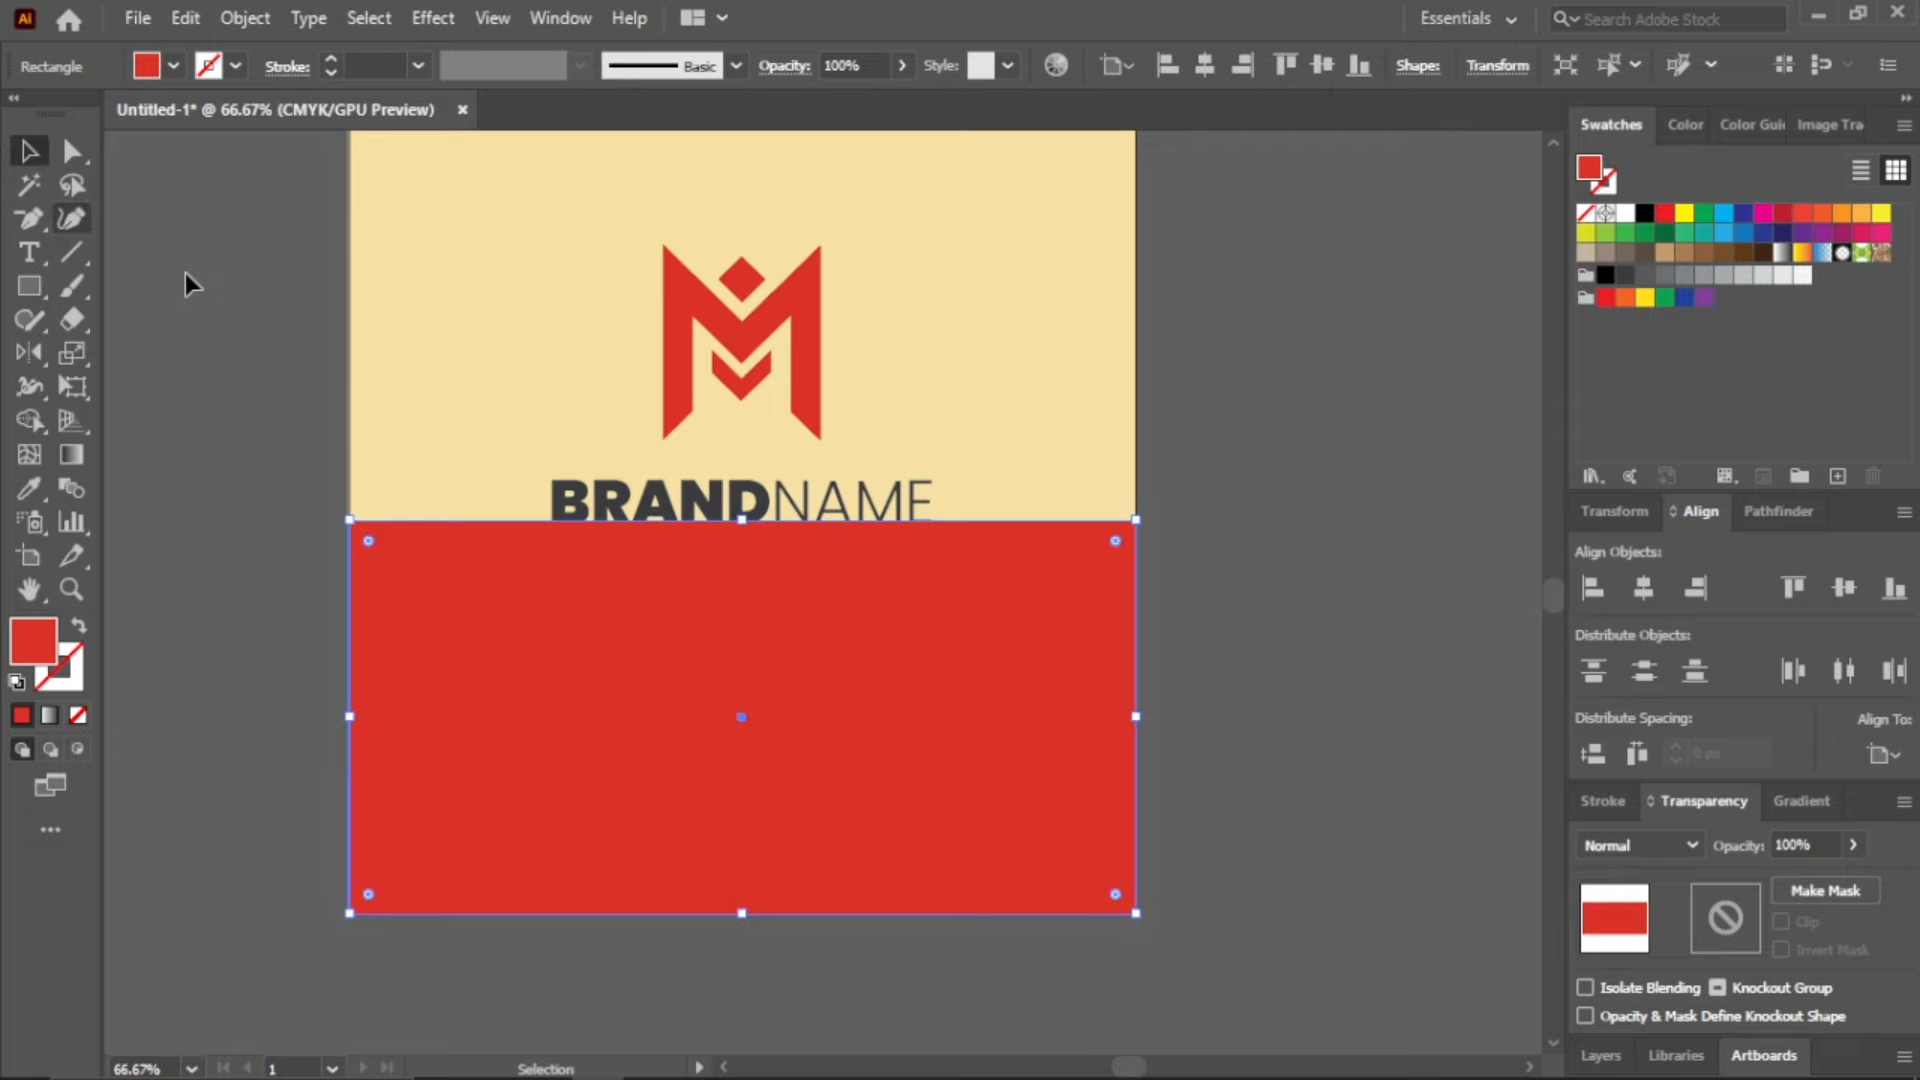 Ai File Edit Object Type Select Effect View Window Help Essentials Search Adobe Stock
Rectangle Stroke: Basic Opacity: 100% Style: Shape: Transform
Untitled-1* @ 66.67% (CMYK/GPU Preview)
Swatches Color Color Gui Image Tra
T
BRANDNAME
Transform Align Pathfinder
Align Objects:
Distribute Objects:
Distribute Spacing: Align To:
0 px
Stroke Transparency Gradient
Normal Opacity: 100%
Make Mask
Clip
Invert Mask
Isolate Blending Knockout Group
Opacity & Mask Define Knockout Shape
Layers Libraries Artboards
66.67% 1 Selection